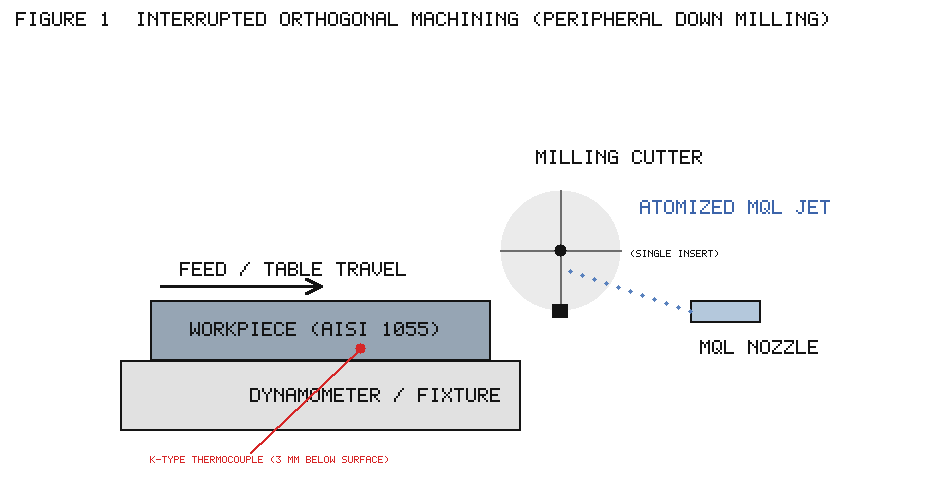 FIGURE 1 INTERRUPTED ORTHOGONAL MACHINING (PERIPHERAL DOWN MILLING)
MILLING CUTTER
ATOMIZED MQL JET
(SINGLE INSERT)
FEED / TABLE TRAVEL
WORKPIECE (AISI 1055)
MQL NOZZLE
DYNAMOMETER / FIXTURE
K-TYPE THERMOCOUPLE (3 MM BELOW SURFACE)